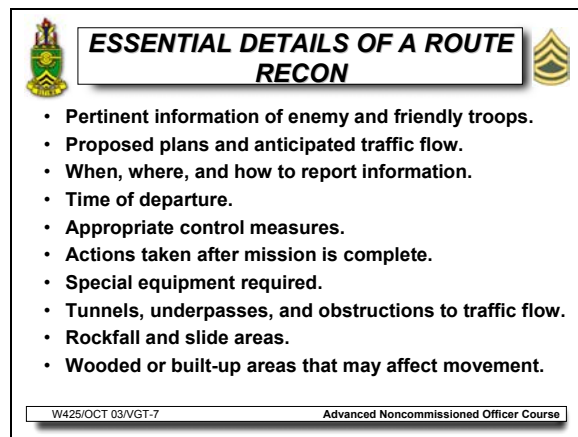 ESSENTIAL DETAILS OF A ROUTE
RECON
• Pertinent information of enemy and friendly troops.
• Proposed plans and anticipated traffic flow.
• When, where, and how to report information.
• Time of departure.
• Appropriate control measures.
• Actions taken after mission is complete.
• Special equipment required.
• Tunnels, underpasses, and obstructions to traffic flow.
• Rockfall and slide areas.
• Wooded or built-up areas that may affect movement.
W425/OCT 03/VGT-7 Advanced Noncommissioned Officer Course